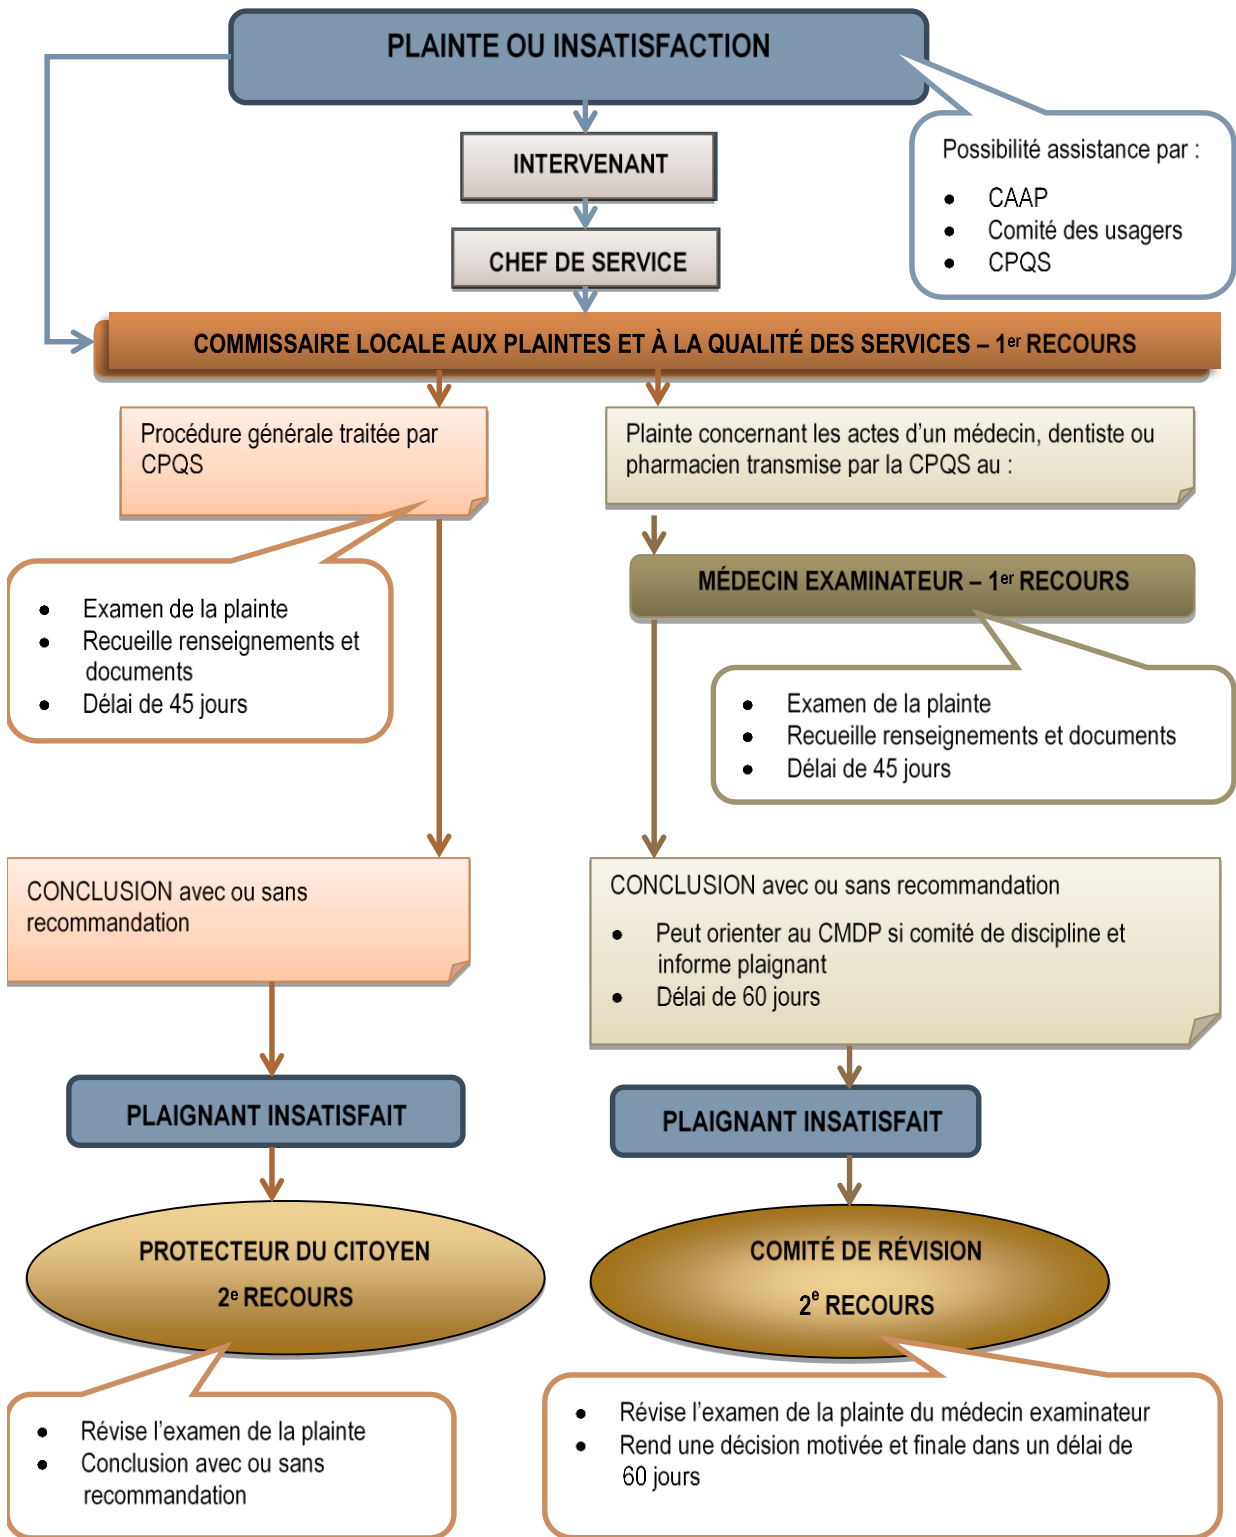 PLAINTE OU INSATISFACTION
Possibilité assistance par :
• CAAP
• Comité des usagers
• CPQS
INTERVENANT
CHEF DE SERVICE
COMMISSAIRE LOCALE AUX PLAINTES ET À LA QUALITÉ DES SERVICES – 1er RECOURS
Procédure générale traitée par
CPQS
Plainte concernant les actes d’un médecin, dentiste ou
pharmacien transmise par la CPQS au :
MÉDECIN EXAMINATEUR – 1er RECOURS
• Examen de la plainte
• Recueille renseignements et
documents
• Délai de 45 jours
• Examen de la plainte
• Recueille renseignements et documents
• Délai de 45 jours
CONCLUSION avec ou sans
recommandation
CONCLUSION avec ou sans recommandation
• Peut orienter au CMDP si comité de discipline et
informe plaignant
• Délai de 60 jours
PLAIGNANT INSATISFAIT
PLAIGNANT INSATISFAIT
PROTECTEUR DU CITOYEN
2e RECOURS
COMITÉ DE RÉVISION
2e RECOURS
• Révise l’examen de la plainte
• Conclusion avec ou sans
recommandation
• Révise l’examen de la plainte du médecin examinateur
• Rend une décision motivée et finale dans un délai de
60 jours